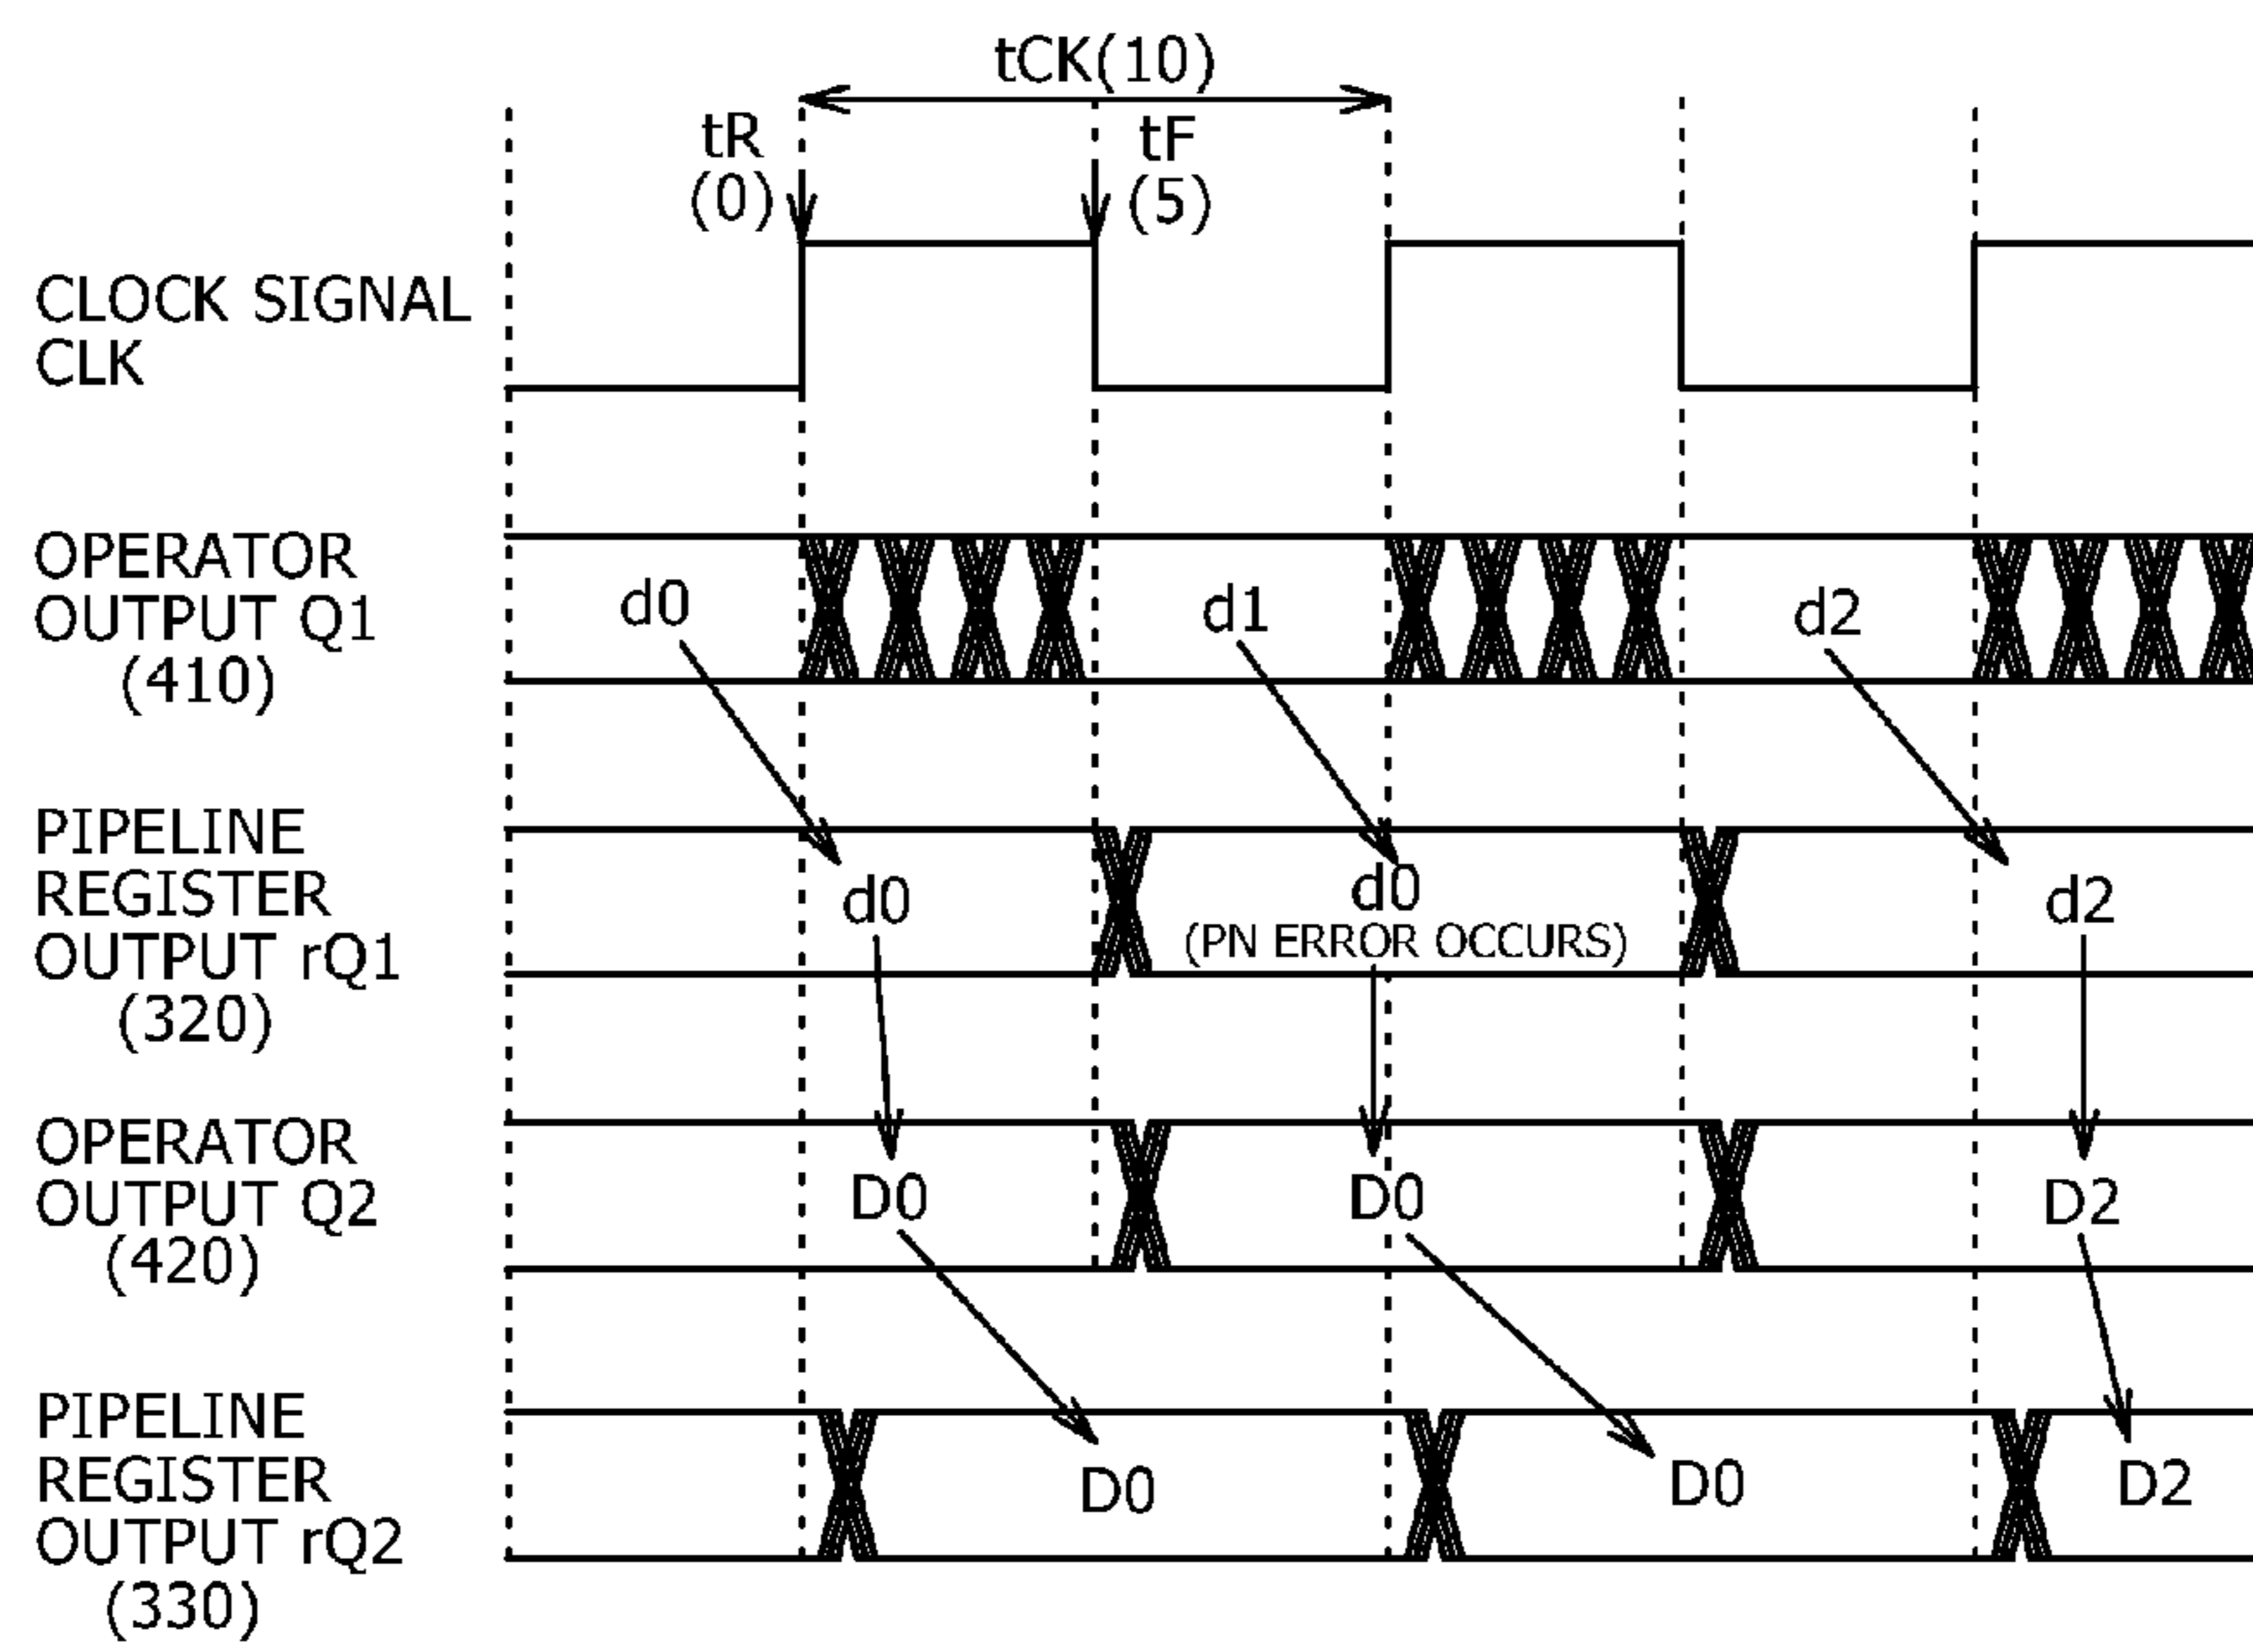 tCK(10)
tR
(0)
tF
(5)
CLOCK SIGNAL
CLK
OPERATOR
OUTPUT Q1
(410)
d0
d1
d2
PIPELINE
REGISTER
OUTPUT rQ1
(320)
d0
d0
(PN ERROR OCCURS)
d2
OPERATOR
OUTPUT Q2
(420)
D0
D0
D2
PIPELINE
REGISTER
OUTPUT rQ2
(330)
D0
D0
D2